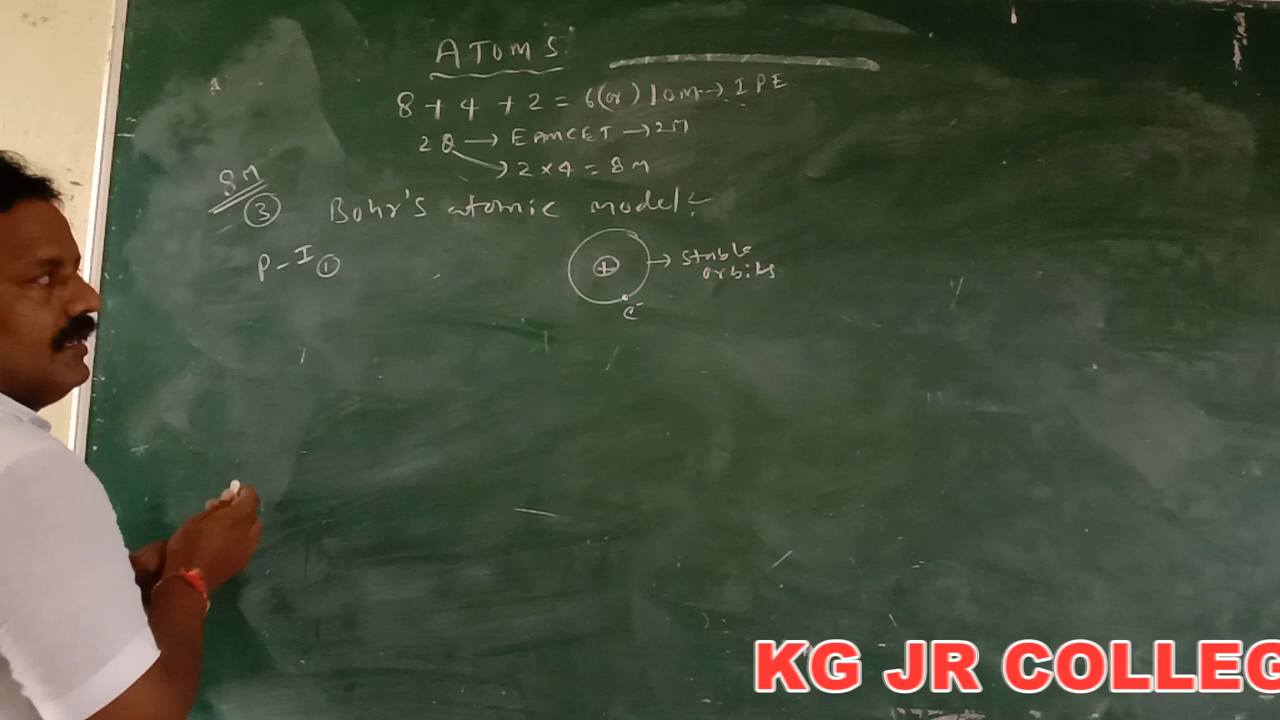 ATOMS
8 + 4 + 2 = 6 (or) 10M → IPE
2Q → EAMCET → 2M
→ 2 × 4 = 8M
8M
③ Bohr's atomic model:
P - I ①
+
→ stable
orbits
e⁻
KG JR COLLEG